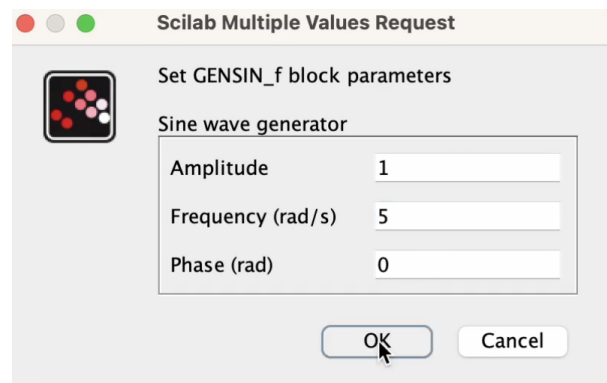 Scilab Multiple Values Request
Set GENSIN_f block parameters
Sine wave generator
Amplitude 1
Frequency (rad/s) 5
Phase (rad) 0
OK Cancel